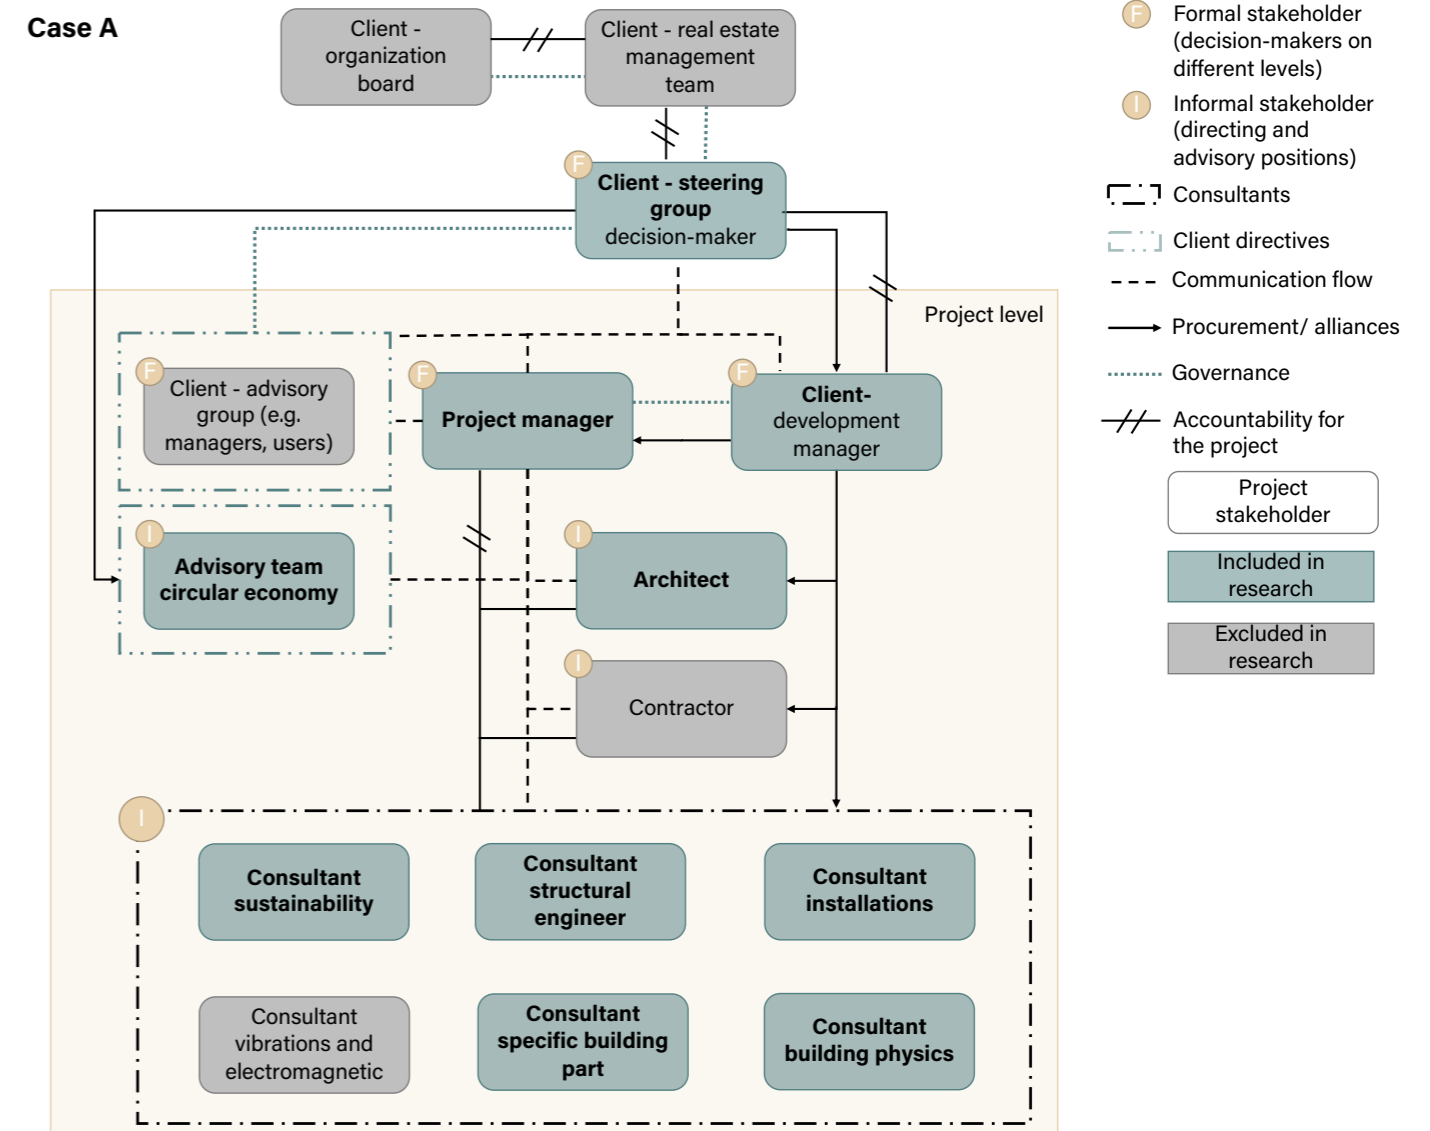 Case A
Client -
organization
board
Client - real estate
management
team
F
Client - steering
group
decision-maker
Project level
F
Client - advisory
group (e.g.
managers, users)
F
Project manager
F
Client-
development
manager
I
Advisory team
circular economy
I
Architect
I
Contractor
I
Consultant
sustainability
Consultant
structural
engineer
Consultant
installations
Consultant
vibrations and
electromagnetic
Consultant
specific building
part
Consultant
building physics
F
Formal stakeholder
(decision-makers on
different levels)
I
Informal stakeholder
(directing and
advisory positions)
Consultants
Client directives
Communication flow
Procurement/ alliances
Governance
Accountability for
the project
Project
stakeholder
Included in
research
Excluded in
research